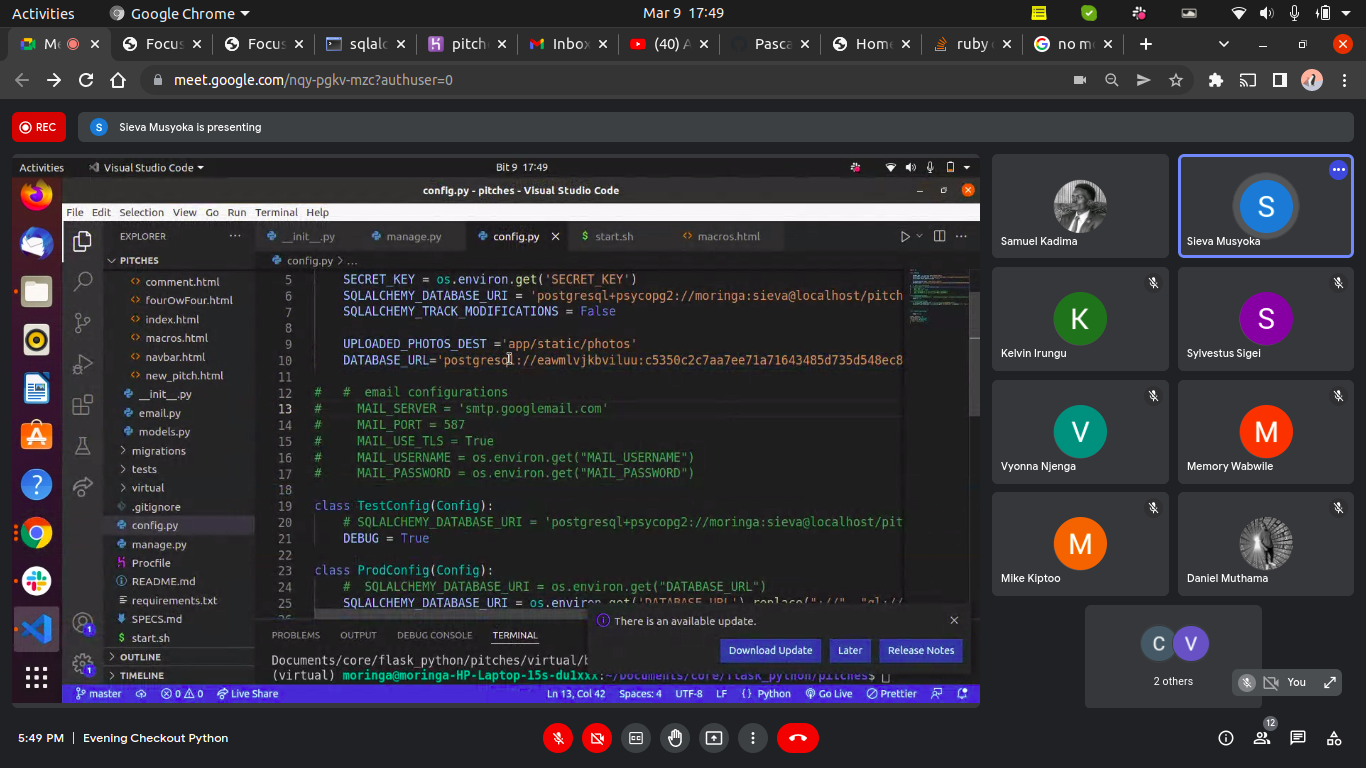 Activities
Google Chrome
Mar 9 17:49
Focus
Focus
sqlalc
pitche
Inbox
(40) A
Pasca
Home
ruby
no mo
meet.google.com/nqy-pgkv-mzc?authuser=0
REC
S
Sieva Musyoka is presenting
Activities
Visual Studio Code
Bit 9 17:49
config.py - pitches - Visual Studio Code
File Edit Selection View Go Run Terminal Help
EXPLORER
__init__.py
manage.py
config.py
$ start.sh
macros.html
PITCHES
config.py > ...
comment.html
fourOwFour.html
index.html
macros.html
navbar.html
new_pitch.html
__init__.py
email.py
models.py
migrations
tests
virtual
.gitignore
config.py
manage.py
Procfile
README.md
requirements.txt
SPECS.md
$ start.sh
OUTLINE
TIMELINE
5 SECRET_KEY = os.environ.get('SECRET_KEY')
6 SQLALCHEMY_DATABASE_URI = 'postgresql+psycopg2://moringa:sieva@localhost/pitch
7 SQLALCHEMY_TRACK_MODIFICATIONS = False
8
9 UPLOADED_PHOTOS_DEST ='app/static/photos'
10 DATABASE_URL='postgresql://eawmlvjkbviluu:c5350c2c7aa7ee71a71643485d735d548ec8
11
12 # # email configurations
13 # MAIL_SERVER = 'smtp.googlemail.com'
14 # MAIL_PORT = 587
15 # MAIL_USE_TLS = True
16 # MAIL_USERNAME = os.environ.get("MAIL_USERNAME")
17 # MAIL_PASSWORD = os.environ.get("MAIL_PASSWORD")
18
19 class TestConfig(Config):
20 # SQLALCHEMY_DATABASE_URI = 'postgresql+psycopg2://moringa:sieva@localhost/pit
21 DEBUG = True
22
23 class ProdConfig(Config):
24 # SQLALCHEMY_DATABASE_URI = os.environ.get("DATABASE_URL")
25 SQLALCHEMY_DATABASE_URI = os.environ.get('DATABASE_URL').replace("://", "ql://
There is an available update.
Download Update
Later
Release Notes
PROBLEMS OUTPUT DEBUG CONSOLE TERMINAL
Documents/core/flask_python/pitches/virtual/b
(virtual) moringa@moringa-HP-Laptop-15s-du1xxx:~/Documents/core/flask_python/pitches$
1
1
master
0 0
Live Share
Ln 13, Col 42 Spaces: 4 UTF-8 LF Python Go Live Prettier
Samuel Kadima
S
Sieva Musyoka
K
Kelvin Irungu
S
Sylvestus Sigei
V
Vyonna Njenga
M
Memory Wabwile
M
Mike Kiptoo
Daniel Muthama
C V
2 others
You
5:49 PM | Evening Checkout Python
12